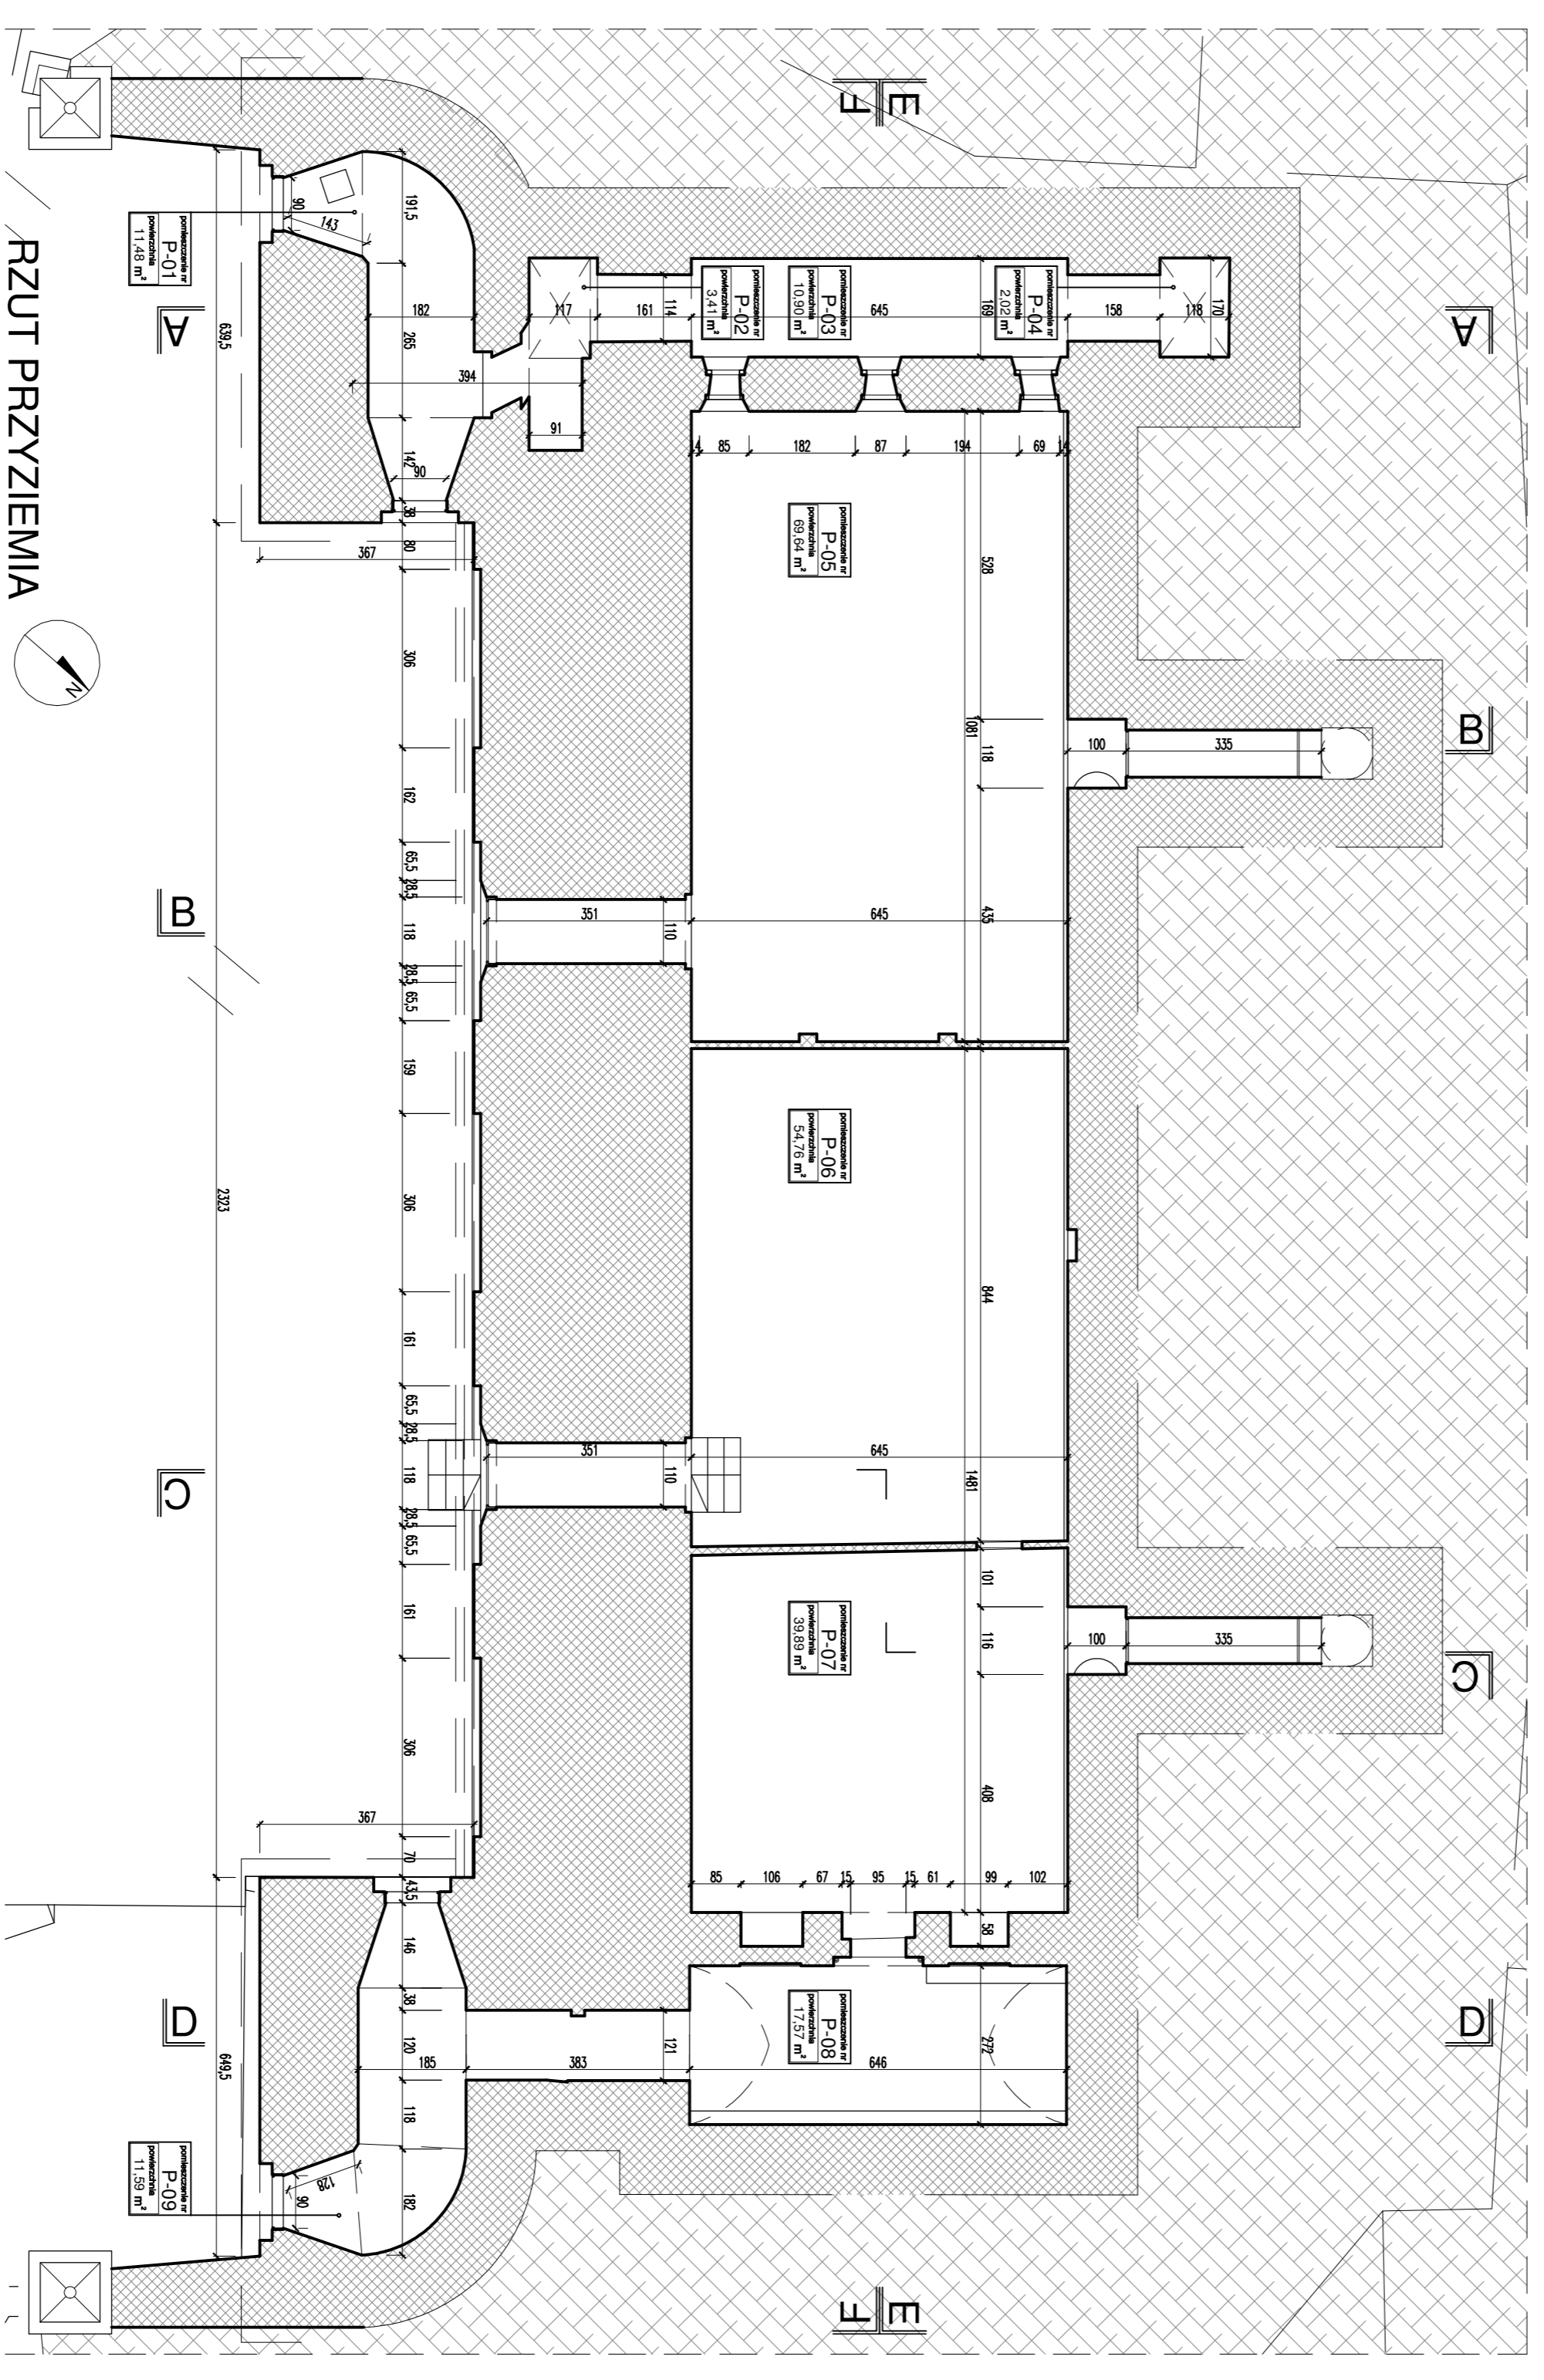 RZUT PRZYZIEMIA
N
pomieszczenie nr
P-01
powierzchnia
11,48 m²
pomieszczenie nr
P-02
powierzchnia
3,41 m²
pomieszczenie nr
P-03
powierzchnia
10,90 m²
pomieszczenie nr
P-04
powierzchnia
2,02 m²
pomieszczenie nr
P-05
powierzchnia
69,64 m²
pomieszczenie nr
P-06
powierzchnia
54,76 m²
pomieszczenie nr
P-07
powierzchnia
39,89 m²
pomieszczenie nr
P-08
powierzchnia
17,57 m²
pomieszczenie nr
P-09
powierzchnia
11,59 m²
A
A
B
B
C
C
D
D
E
F
E
F
639,5
2323
649,5
191,5
265
142
38
80
306
162
65,5
28,5
118
28,5
65,5
159
306
161
65,5
28,5
118
28,5
65,5
161
306
70
43,5
146
38
120
118
182
90
143
182
90
394
91
117
161
114
645
169
158
118
170
367
14
85
182
87
194
69
14
528
118
435
1081
100
335
351
110
645
844
1481
351
110
645
101
116
408
100
335
367
85
106
67
15
95
15
61
99
102
58
272
185
383
121
646
128
90